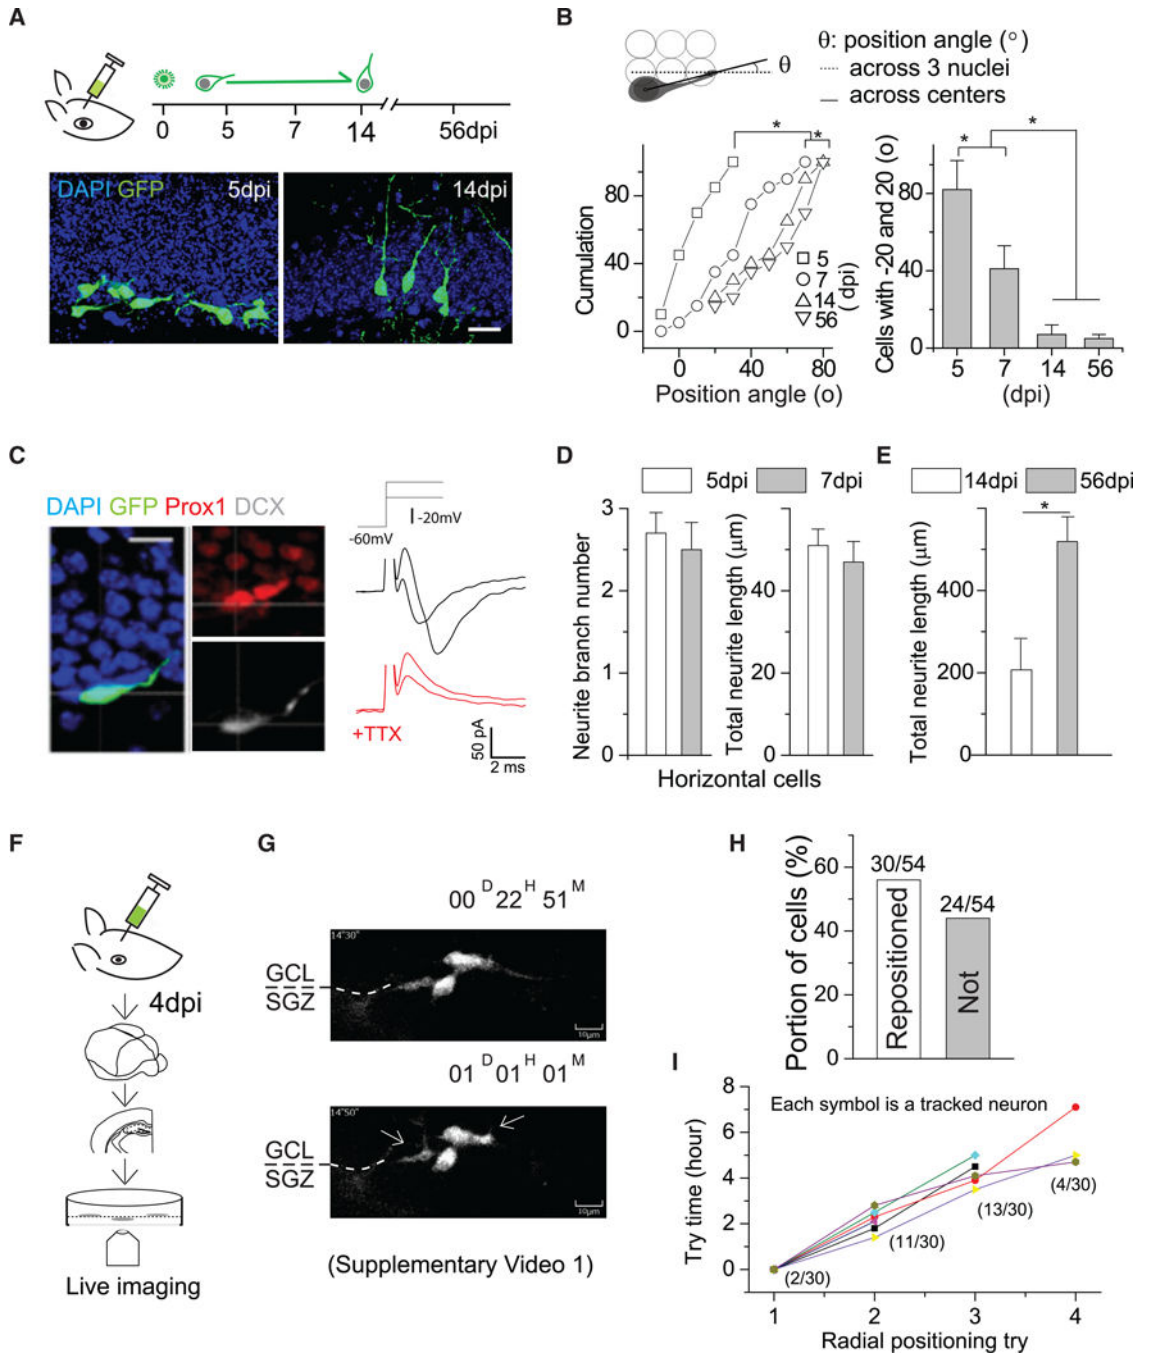 A
0 5 7 14 56dpi
DAPI GFP 5dpi
14dpi
B
θ
θ: position angle (°)
across 3 nuclei
across centers
*
*
Cumulation
80
40
0
5
7
14
56
(dpi)
0 40 80
Position angle (o)
*
*
Cells with -20 and 20 (o)
80
40
0
5 7 14 56
(dpi)
C
DAPI GFP Prox1 DCX
-20mV
-60mV
+TTX
50 pA
2 ms
D
5dpi 7dpi
Neurite branch number
3
2
1
0
Total neurite length (μm)
40
20
0
Horizontal cells
E
14dpi 56dpi
*
Total neurite length (μm)
400
200
0
F
4dpi
Live imaging
G
00 D 22 H 51 M
14"30"
GCL
SGZ
10μm
01 D 01 H 01 M
14"50"
GCL
SGZ
10μm
(Supplementary Video 1)
H
Portion of cells (%)
60
40
20
0
30/54
24/54
Repositioned
Not
I
Each symbol is a tracked neuron
Try time (hour)
8
6
4
2
0
(2/30)
(11/30)
(13/30)
(4/30)
1 2 3 4
Radial positioning try